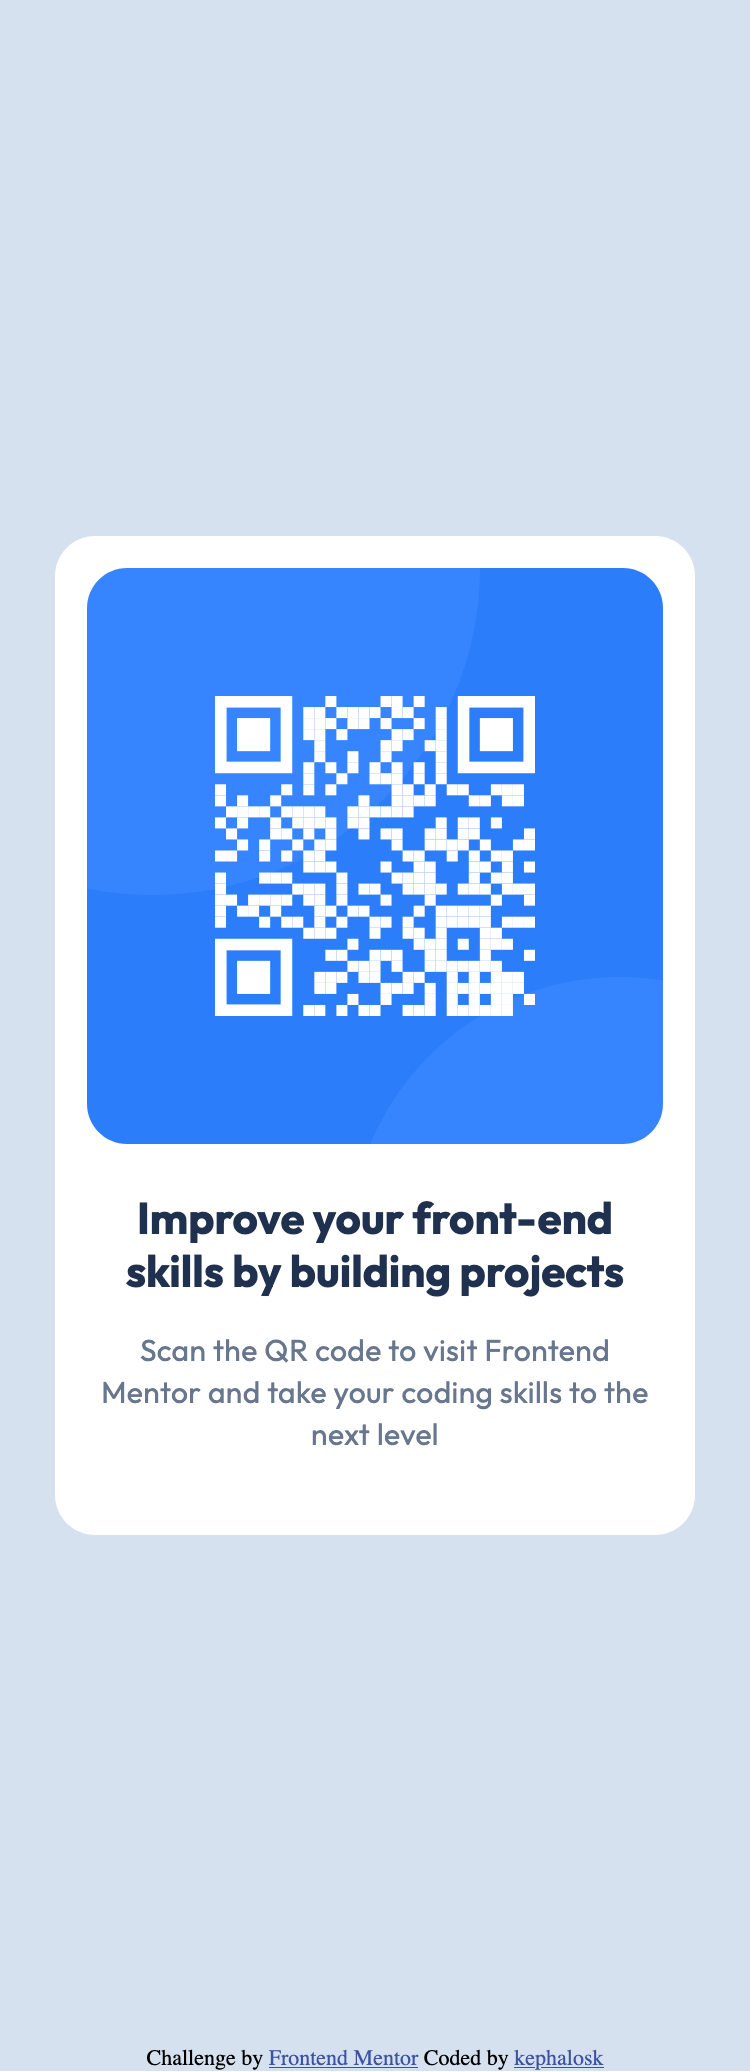 Improve your front-end
skills by building projects
Scan the QR code to visit Frontend
Mentor and take your coding skills to the
next level
Challenge by Frontend Mentor Coded by kephalosk